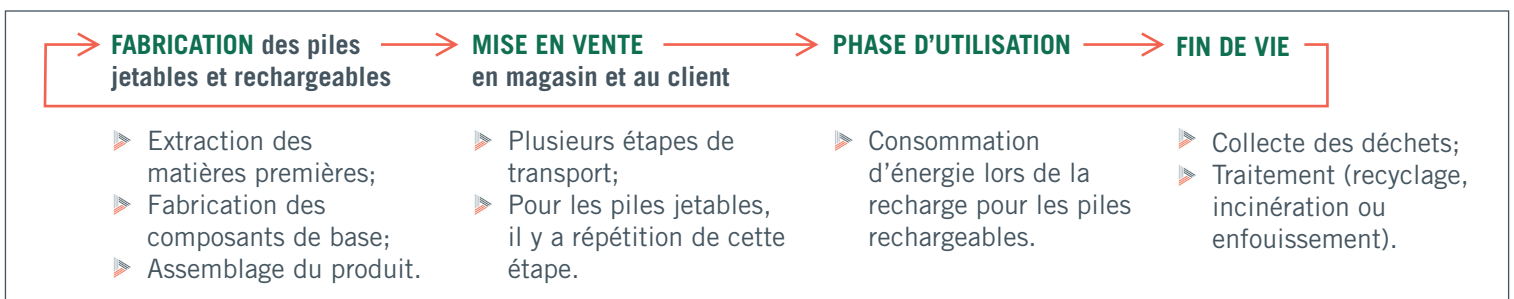 FABRICATION des piles
jetables et rechargeables
Extraction des
matières premières;
Fabrication des
composants de base;
Assemblage du produit.
MISE EN VENTE
en magasin et au client
Plusieurs étapes de
transport;
Pour les piles jetables,
il y a répétition de cette
étape.
PHASE D'UTILISATION
Consommation
d'énergie lors de la
recharge pour les piles
rechargeables.
FIN DE VIE
Collecte des déchets;
Traitement (recyclage,
incinération ou
enfouissement).